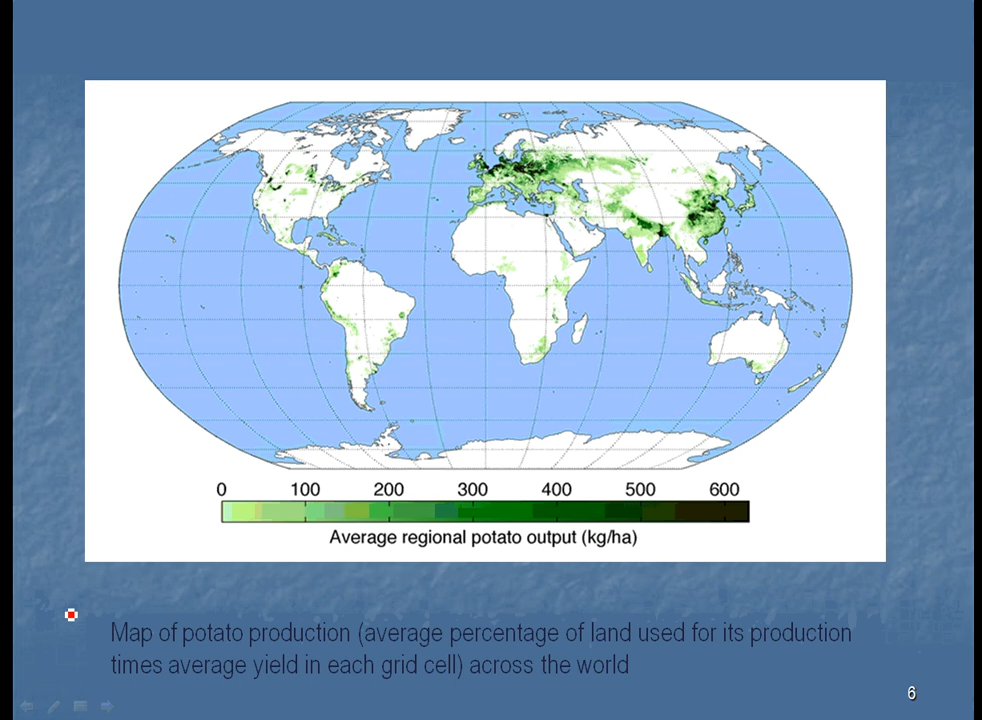 0 100 200 300 400 500 600
Average regional potato output (kg/ha)
Map of potato production (average percentage of land used for its production
times average yield in each grid cell) across the world
6